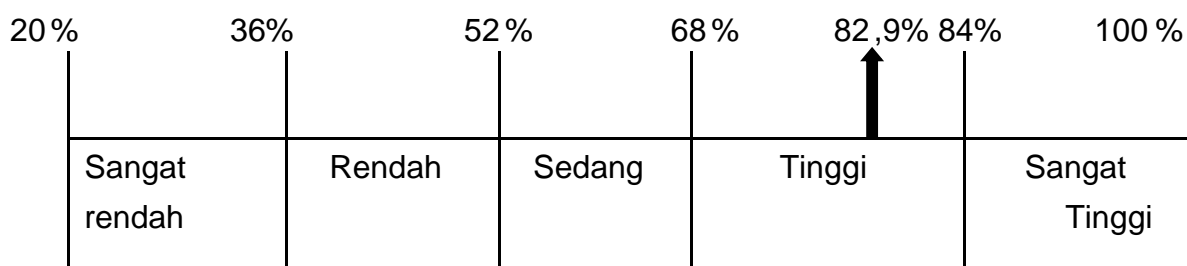 20 % 36% 52 % 68 % 82 ,9% 84% 100 %
Sangat rendah
Rendah
Sedang
Tinggi
Sangat Tinggi